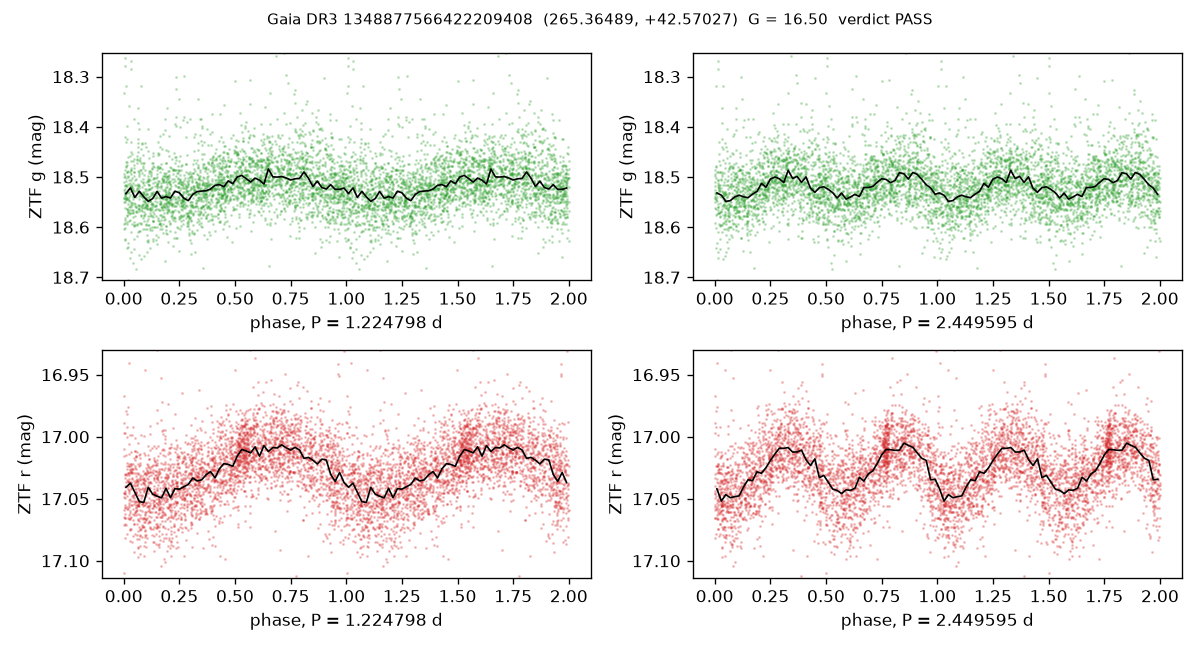 Gaia DR3 1348877566422209408 (265.36489, +42.57027) G = 16.50 verdict PASS
ZTF g (mag)
18.3
18.4
18.5
18.6
18.7
0.00 0.25 0.50 0.75 1.00 1.25 1.50 1.75 2.00
phase, P = 1.224798 d
ZTF g (mag)
18.3
18.4
18.5
18.6
18.7
0.00 0.25 0.50 0.75 1.00 1.25 1.50 1.75 2.00
phase, P = 2.449595 d
ZTF r (mag)
16.95
17.00
17.05
17.10
0.00 0.25 0.50 0.75 1.00 1.25 1.50 1.75 2.00
phase, P = 1.224798 d
ZTF r (mag)
16.95
17.00
17.05
17.10
0.00 0.25 0.50 0.75 1.00 1.25 1.50 1.75 2.00
phase, P = 2.449595 d